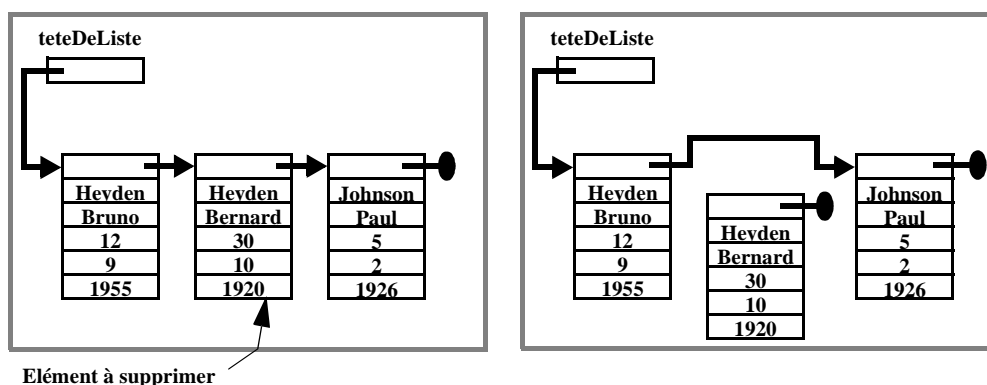 teteDeListe
Heyden
Bruno
12
9
1955
Heyden
Bernard
30
10
1920
Johnson
Paul
5
2
1926
Elément à supprimer
teteDeListe
Heyden
Bruno
12
9
1955
Heyden
Bernard
30
10
1920
Johnson
Paul
5
2
1926